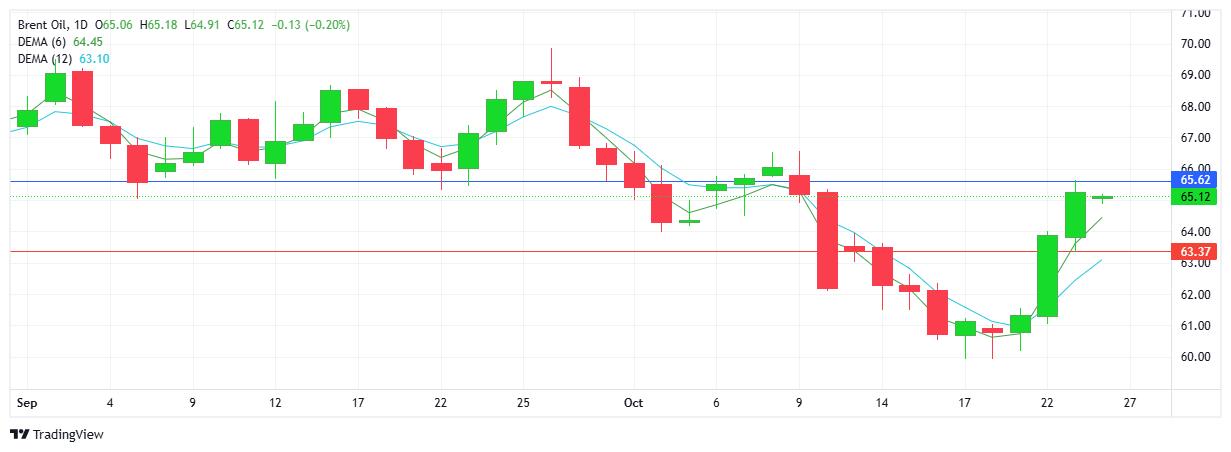 Brent Oil, 1D O65.06 H65.18 L64.91 C65.12 −0.13 (−0.20%)
DEMA (6) 64.45
DEMA (12) 63.10
71.00
70.00
69.00
68.00
67.00
66.00
65.62
65.12
64.00
63.37
63.00
62.00
61.00
60.00
Sep 4 9 12 17 22 25 Oct 6 9 14 17 22 27
TradingView